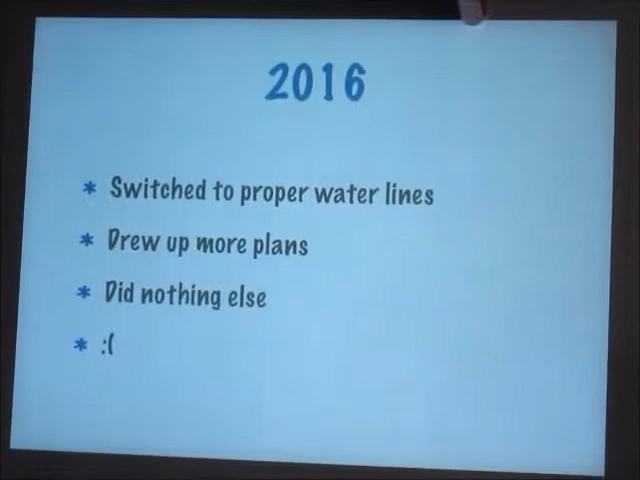 2016
* Switched to proper water lines
* Drew up more plans
* Did nothing else
* :(